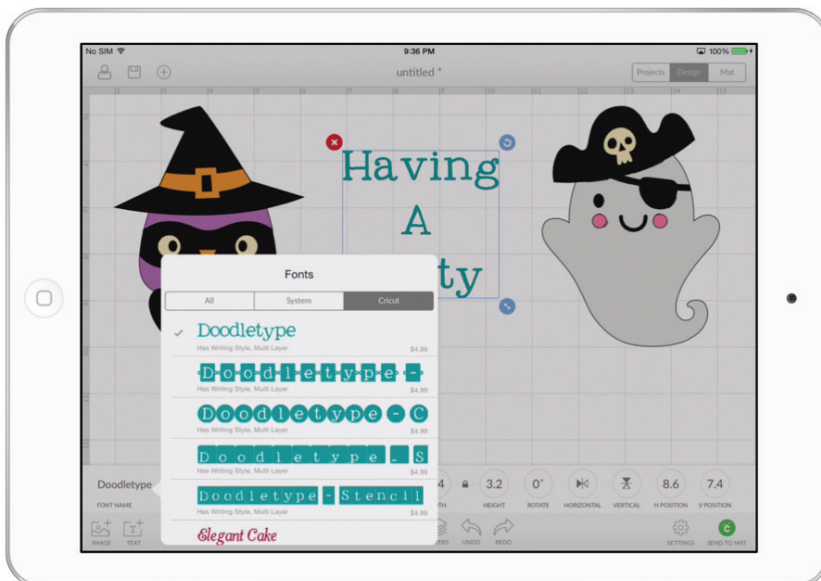 No SIM 9:36 PM 100%
untitled *
Projects Design Mat
Having
A
ty
Fonts
All System Cricut
Doodletype
Has Writing Style, Multi Layer $4.99
Doodletype -
Has Writing Style, Multi Layer $4.99
Doodletype - C
Has Writing Style, Multi Layer $4.99
Doodletype - S
Has Writing Style, Multi Layer $4.99
Doodletype - Stencil
Has Writing Style, Multi Layer $4.99
Elegant Cake
Doodletype 4 3.2 0° 8.6 7.4
FONT NAME TH HEIGHT ROTATE HORIZONTAL VERTICAL H POSITION V POSITION
IMAGE TEXT ERS UNDO REDO SETTINGS SEND TO MAT